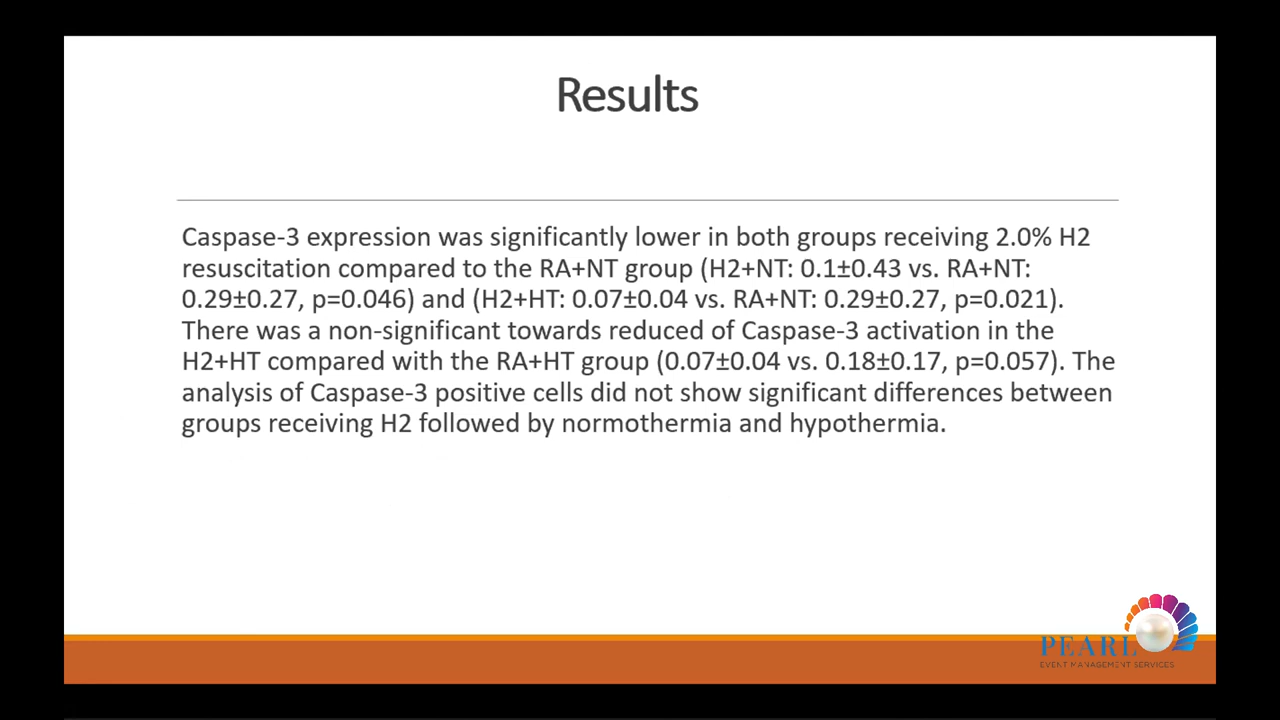 Results
Caspase-3 expression was significantly lower in both groups receiving 2.0% H2
resuscitation compared to the RA+NT group (H2+NT: 0.1±0.43 vs. RA+NT:
0.29±0.27, p=0.046) and (H2+HT: 0.07±0.04 vs. RA+NT: 0.29±0.27, p=0.021).
There was a non-significant towards reduced of Caspase-3 activation in the
H2+HT compared with the RA+HT group (0.07±0.04 vs. 0.18±0.17, p=0.057). The
analysis of Caspase-3 positive cells did not show significant differences between
groups receiving H2 followed by normothermia and hypothermia.
PEARL
EVENT MANAGEMENT SERVICES